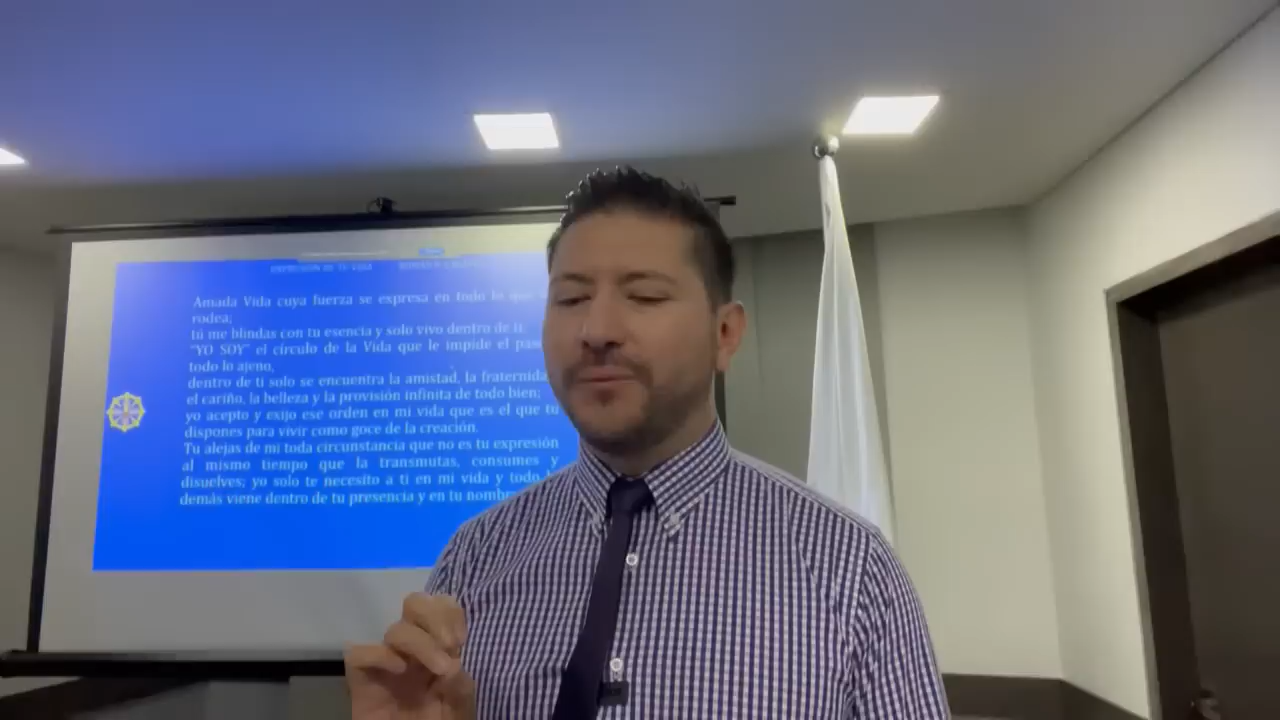 Amada Vida cuya fuerza se expresa en todo lo que
rodea;
tú me blindas con tu esencia y solo vivo dentro de ti.
"YO SOY" el círculo de la Vida que le impide el
todo lo ajeno,
dentro de ti solo se encuentra la amistad, la
el cariño, la belleza y la provisión infinita de todo bien;
yo acepto y exijo ese orden en mi vida que es el que tu
dispones para vivir como goce de la creación.
Tu alejas de mi toda circunstancia que no es tu expresión
al mismo tiempo que la transmutas, consumes y
disuelves; yo solo te necesito a ti en mi vida y todo
demás viene dentro de tu presencia y en tu